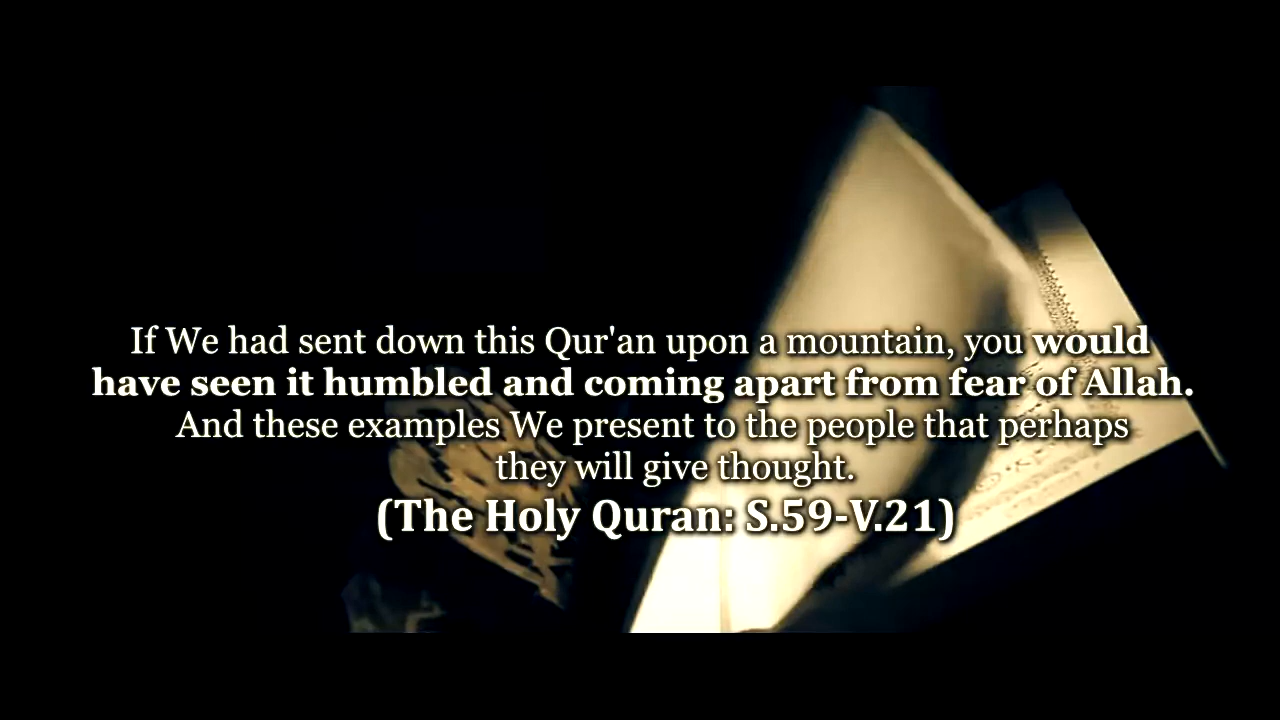 If We had sent down this Qur'an upon a mountain, you would
have seen it humbled and coming apart from fear of Allah.
And these examples We present to the people that perhaps
they will give thought.
(The Holy Quran: S.59-V.21)